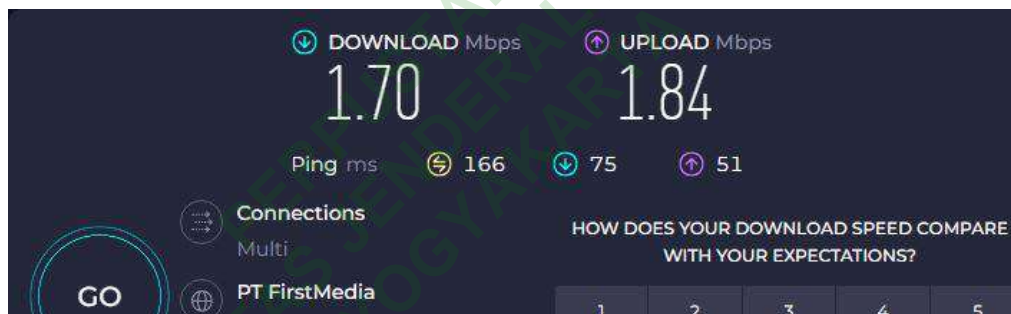 DOWNLOAD Mbps
1.70
UPLOAD Mbps
1.84
Ping ms 166 75 51
Connections
Multi
PT FirstMedia
GO
HOW DOES YOUR DOWNLOAD SPEED COMPARE
WITH YOUR EXPECTATIONS?
1 2 3 4 5